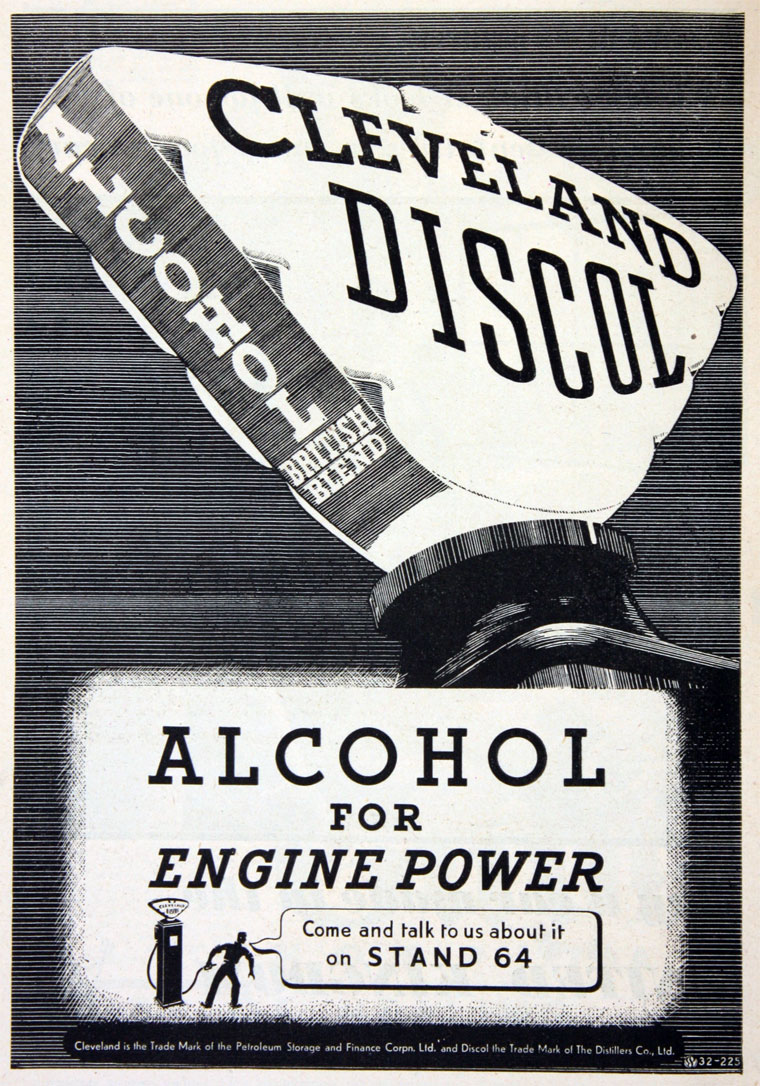 CLEVELAND
DISCOL
ALCOHOL
BRITISH
BLEND
ALCOHOL
FOR
ENGINE POWER
Come and talk to us about it
on STAND 64
Cleveland is the Trade Mark of the Petroleum Storage and Finance Corpn. Ltd. and Discol the Trade Mark of The Distillers Co., Ltd.
32-225